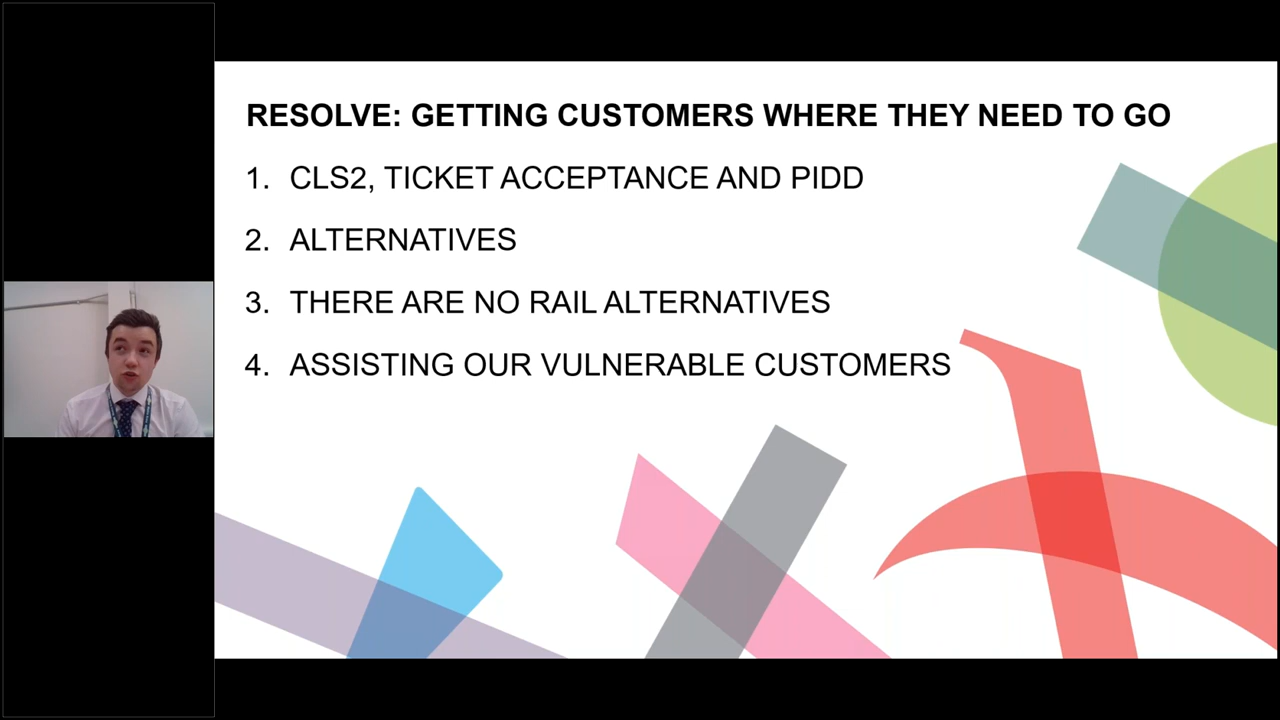 RESOLVE: GETTING CUSTOMERS WHERE THEY NEED TO GO
1. CLS2, TICKET ACCEPTANCE AND PIDD
2. ALTERNATIVES
3. THERE ARE NO RAIL ALTERNATIVES
4. ASSISTING OUR VULNERABLE CUSTOMERS